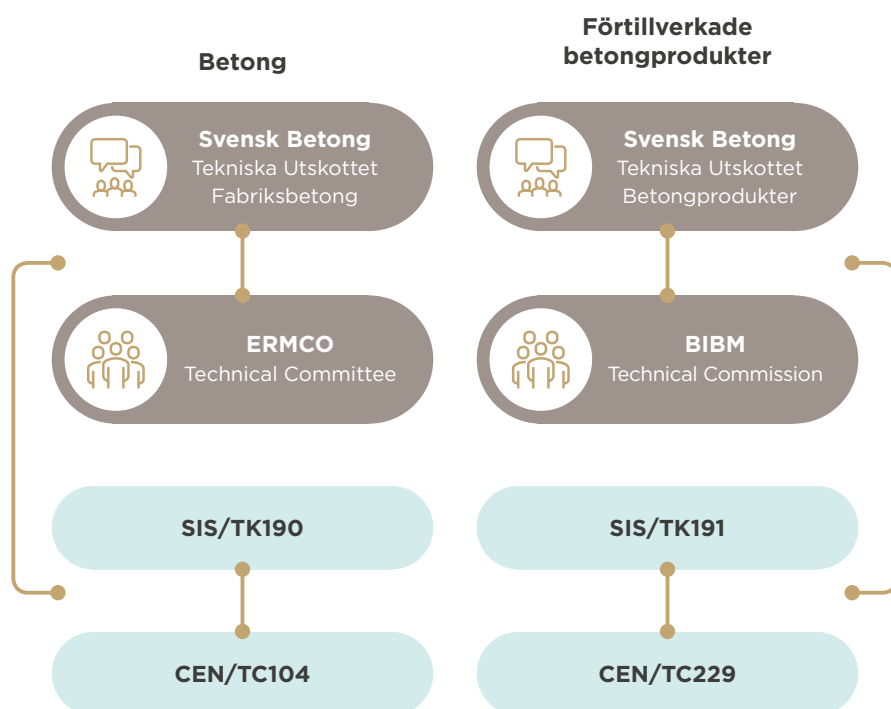 Betong
Svensk Betong
Tekniska Utskottet
Fabriksbetong
ERMCO
Technical Committee
SIS/TK190
CEN/TC104
Förtillverkade
betongprodukter
Svensk Betong
Tekniska Utskottet
Betongprodukter
BIBM
Technical Commission
SIS/TK191
CEN/TC229